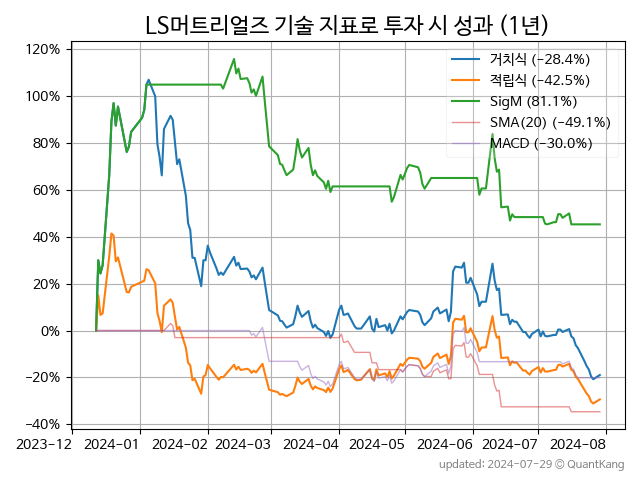 LS머트리얼즈 기술 지표로 투자 시 성과 (1년)
거치식 (−28.4%)
적립식 (−42.5%)
SigM (81.1%)
SMA(20) (−49.1%)
MACD (−30.0%)
120%
100%
80%
60%
40%
20%
0%
−20%
−40%
2023-12 2024-01 2024-02 2024-03 2024-04 2024-05 2024-06 2024-07 2024-08
updated: 2024-07-29 © QuantKang